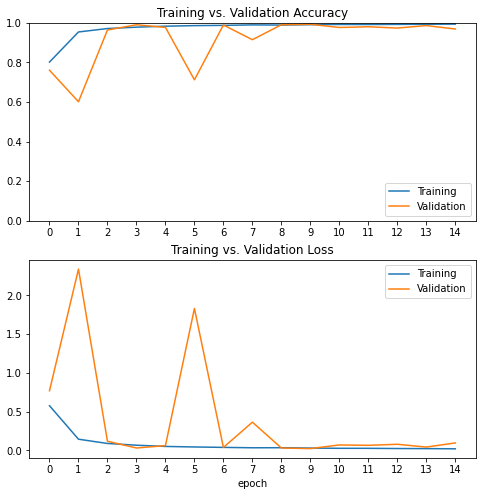 Training vs. Validation Accuracy
1.0
0.8
0.6
0.4
0.2
0.0
Training
Validation
0 1 2 3 4 5 6 7 8 9 10 11 12 13 14
Training vs. Validation Loss
Training
Validation
2.0
1.5
1.0
0.5
0.0
0 1 2 3 4 5 6 7 8 9 10 11 12 13 14
epoch